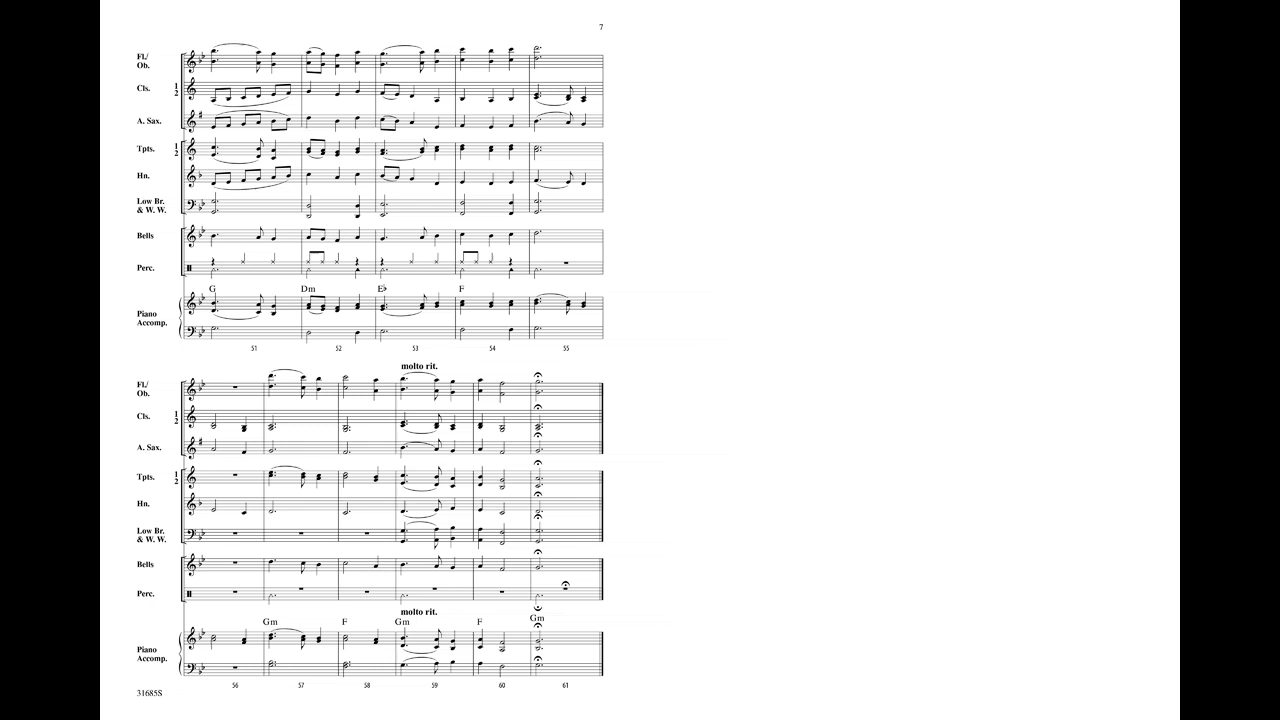 7
Fl./
Ob.
Cls. 1
2
A. Sax.
Tpts. 1
2
Hn.
Low Br.
& W. W.
Bells
Perc.
G Dm E♭ F
Piano
Accomp.
51 52 53 54 55
molto rit.
Fl./
Ob.
Cls. 1
2
A. Sax.
Tpts. 1
2
Hn.
Low Br.
& W. W.
Bells
Perc.
molto rit.
Gm F Gm F Gm
Piano
Accomp.
56 57 58 59 60 61
31685S